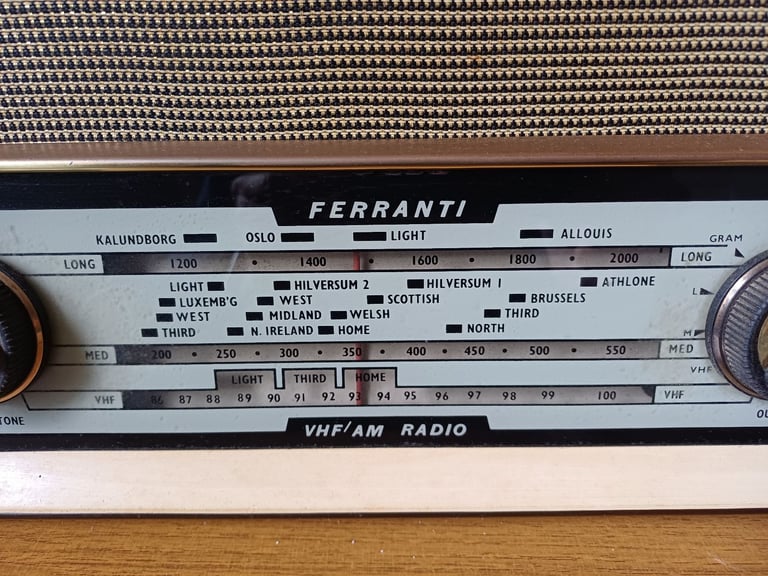 FERRANTI
KALUNDBORG OSLO LIGHT ALLOUIS GRAM
LONG 1200 1400 1600 1800 2000 LONG
LIGHT HILVERSUM 2 HILVERSUM 1 ATHLONE
LUXEMB'G WEST SCOTTISH BRUSSELS L
WEST MIDLAND WELSH THIRD
THIRD N. IRELAND HOME NORTH M
MED 200 250 300 350 400 450 500 550 MED
LIGHT THIRD HOME VHF
VHF 86 87 88 89 90 91 92 93 94 95 96 97 98 99 100 VHF
TONE
VHF/AM RADIO